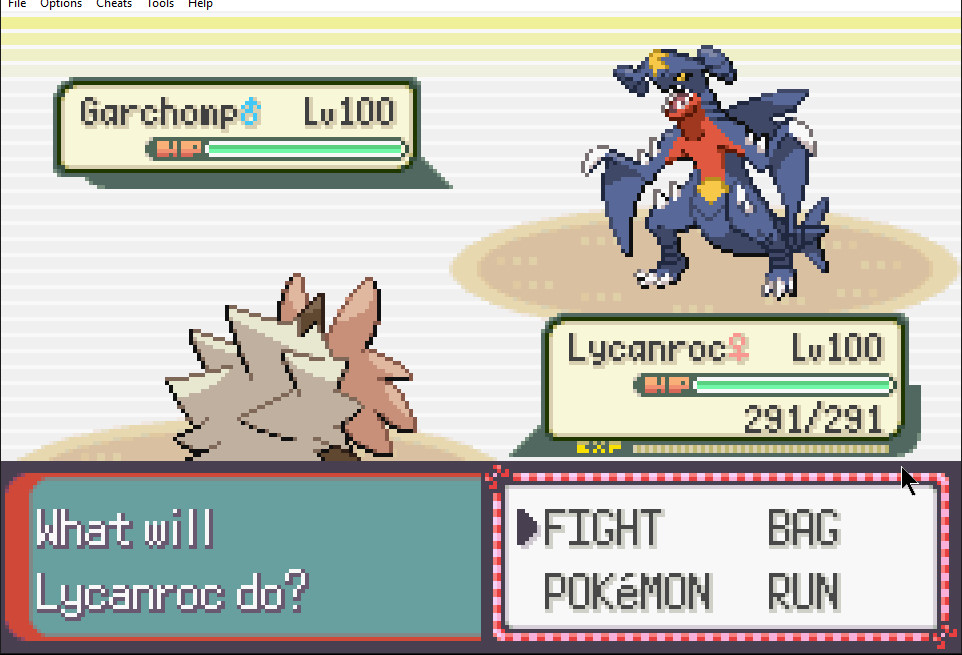 File Options Cheats Tools Help
Garchomp♂ Lv100
HP
Lycanroc♀ Lv100
HP
291/291
EXP
What will
Lycanroc do?
FIGHT BAG
POKéMON RUN